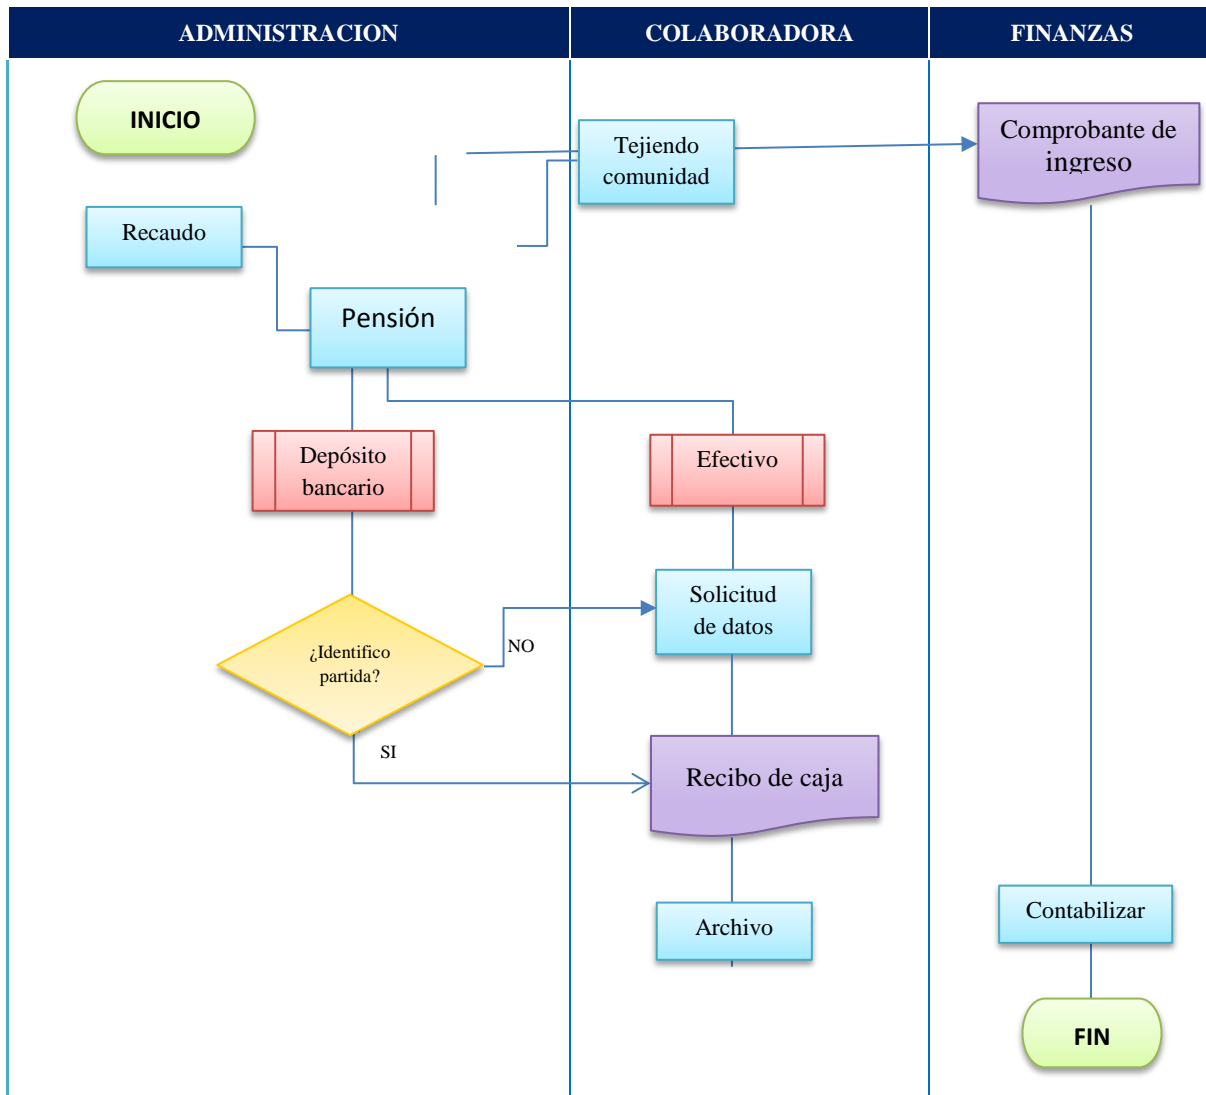 ADMINISTRACION
COLABORADORA
FINANZAS
INICIO
Tejiendo
comunidad
Comprobante de
ingreso
Recaudo
Pensión
Depósito
bancario
Efectivo
Solicitud
de datos
¿Identifico
partida?
NO
SI
Recibo de caja
Archivo
Contabilizar
FIN